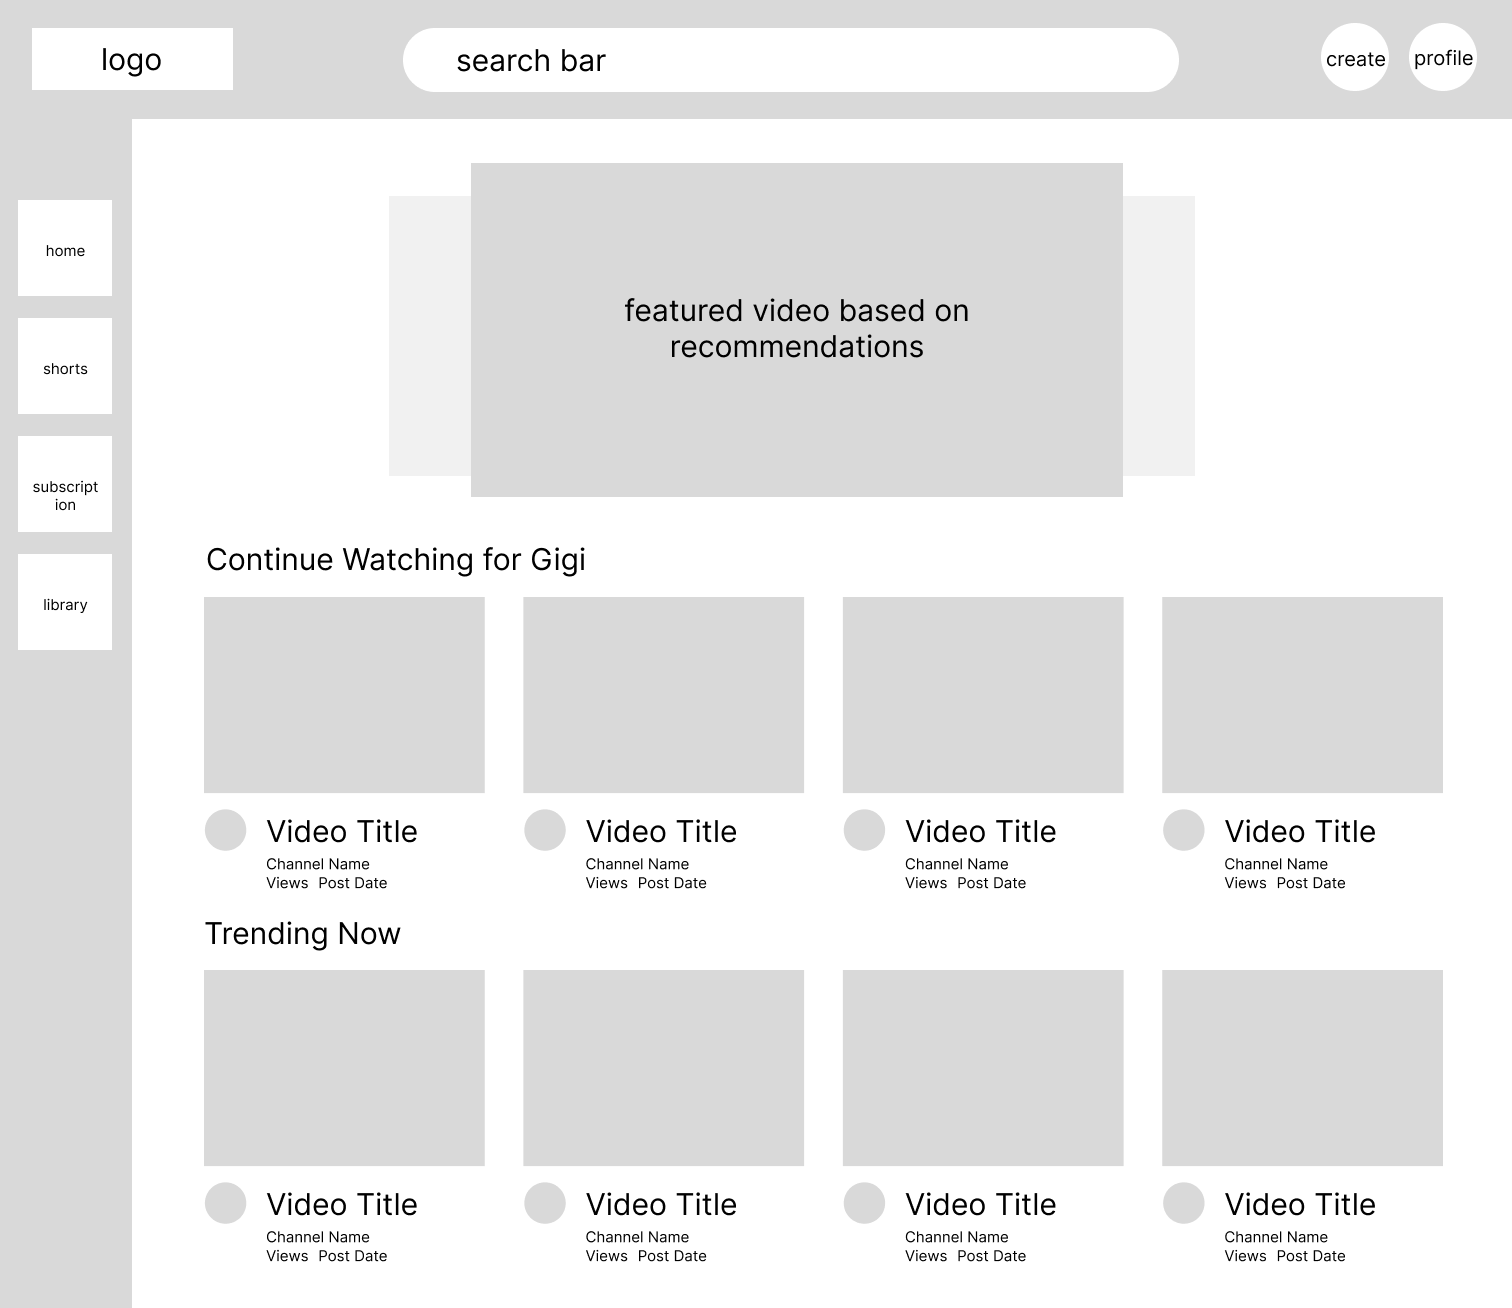 logo
search bar
create
profile
home
shorts
subscript
ion
library
featured video based on
recommendations
Continue Watching for Gigi
Video Title
Channel Name
Views Post Date
Video Title
Channel Name
Views Post Date
Video Title
Channel Name
Views Post Date
Video Title
Channel Name
Views Post Date
Trending Now
Video Title
Channel Name
Views Post Date
Video Title
Channel Name
Views Post Date
Video Title
Channel Name
Views Post Date
Video Title
Channel Name
Views Post Date